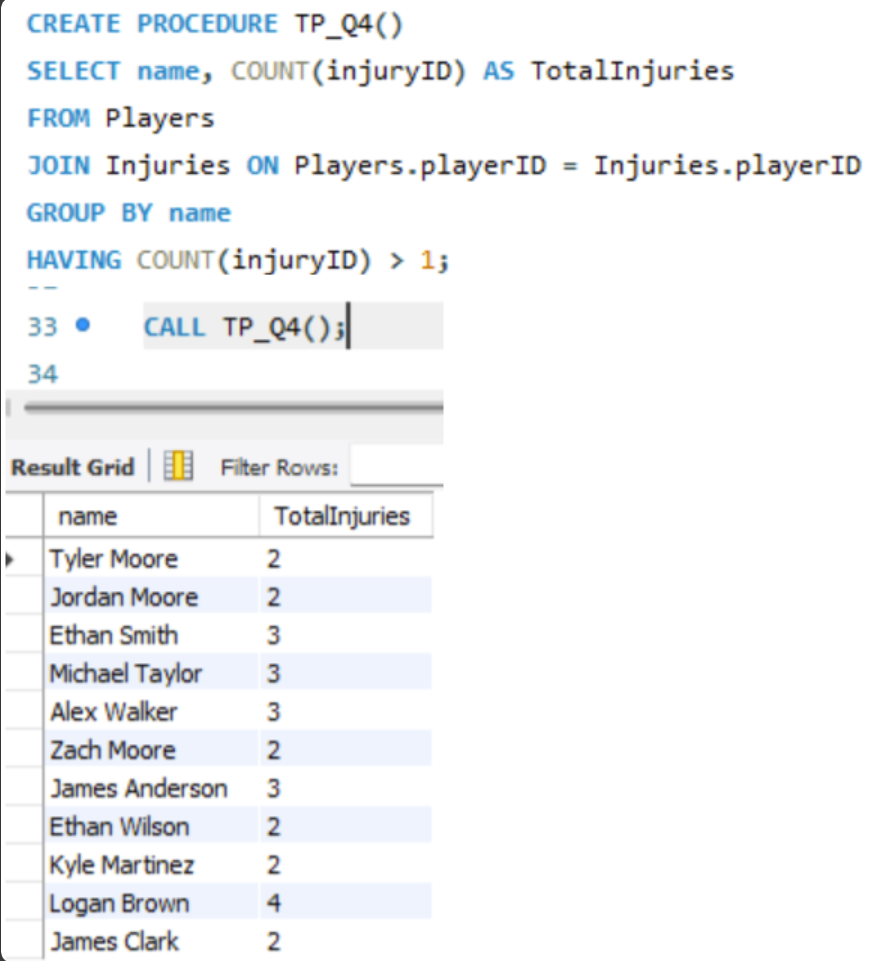 CREATE PROCEDURE TP_Q4()
SELECT name, COUNT(injuryID) AS TotalInjuries
FROM Players
JOIN Injuries ON Players.playerID = Injuries.playerID
GROUP BY name
HAVING COUNT(injuryID) > 1;
33 CALL TP_Q4();
34
Result Grid Filter Rows:
name TotalInjuries
Tyler Moore 2
Jordan Moore 2
Ethan Smith 3
Michael Taylor 3
Alex Walker 3
Zach Moore 2
James Anderson 3
Ethan Wilson 2
Kyle Martinez 2
Logan Brown 4
James Clark 2